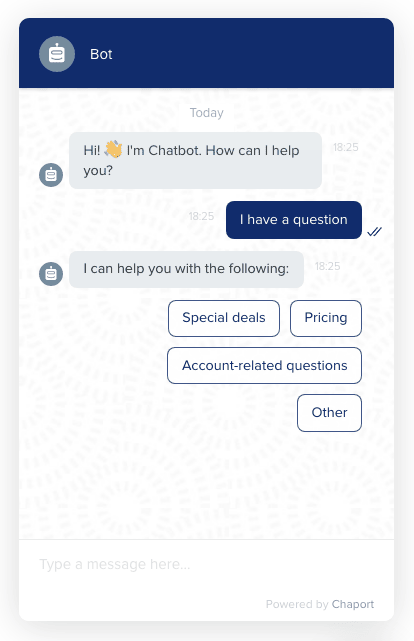 Bot
Today
Hi! 👋 I'm Chatbot. How can I help
you?
18:25
18:25
I have a question
I can help you with the following:
18:25
Special deals
Pricing
Account-related questions
Other
Type a message here...
Powered by Chaport